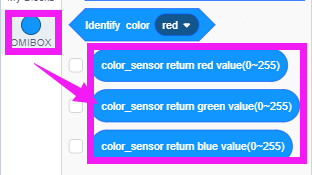 My Blocks
Identify color red
OMIBOX
color_sensor return red value(0~255)
color_sensor return green value(0~255)
color_sensor return blue value(0~255)